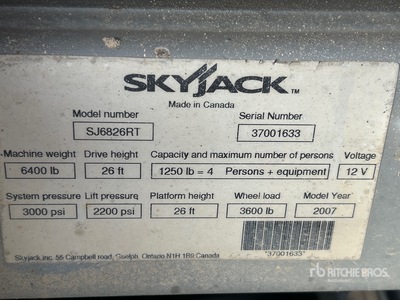 SKYJACK™
Made in Canada
Model number Serial Number
SJ6826RT 37001633
Machine weight Drive height Capacity and maximum number of persons Voltage
6400 lb 26 ft 1250 lb = 4 Persons + equipment 12 V
System pressure Lift pressure Platform height Wheel load Model Year
3000 psi 2200 psi 26 ft 3600 lb 2007
Skyjack inc. 55 Campbell road, Guelph, Ontario N1H 1B9 Canada
*37001633*
rb RITCHIE BROS.